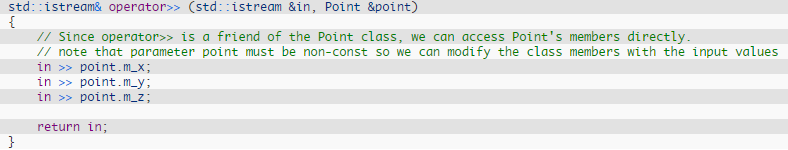 std::istream& operator>> (std::istream &in, Point &point)
{
    // Since operator>> is a friend of the Point class, we can access Point's members directly.
    // note that parameter point must be non-const so we can modify the class members with the input values
    in >> point.m_x;
    in >> point.m_y;
    in >> point.m_z;

    return in;
}